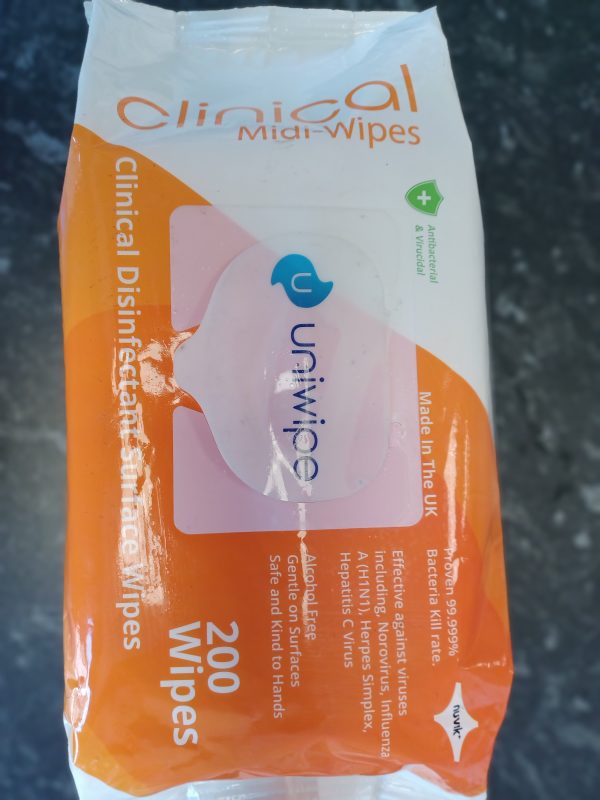 Clinical
Midi-Wipes
Antibacterial
& Virucidal
Clinical Disinfectant Surface Wipes
U
uniwipe
Made In The UK
Proven 99.999%
Bacteria Kill rate.
Effective against viruses
including, Norovirus, Influenza
A (H1N1), Herpes Simplex,
Hepatitis C Virus
Alcohol Free
Gentle on Surfaces
Safe and Kind to Hands
200
Wipes
nuvik™